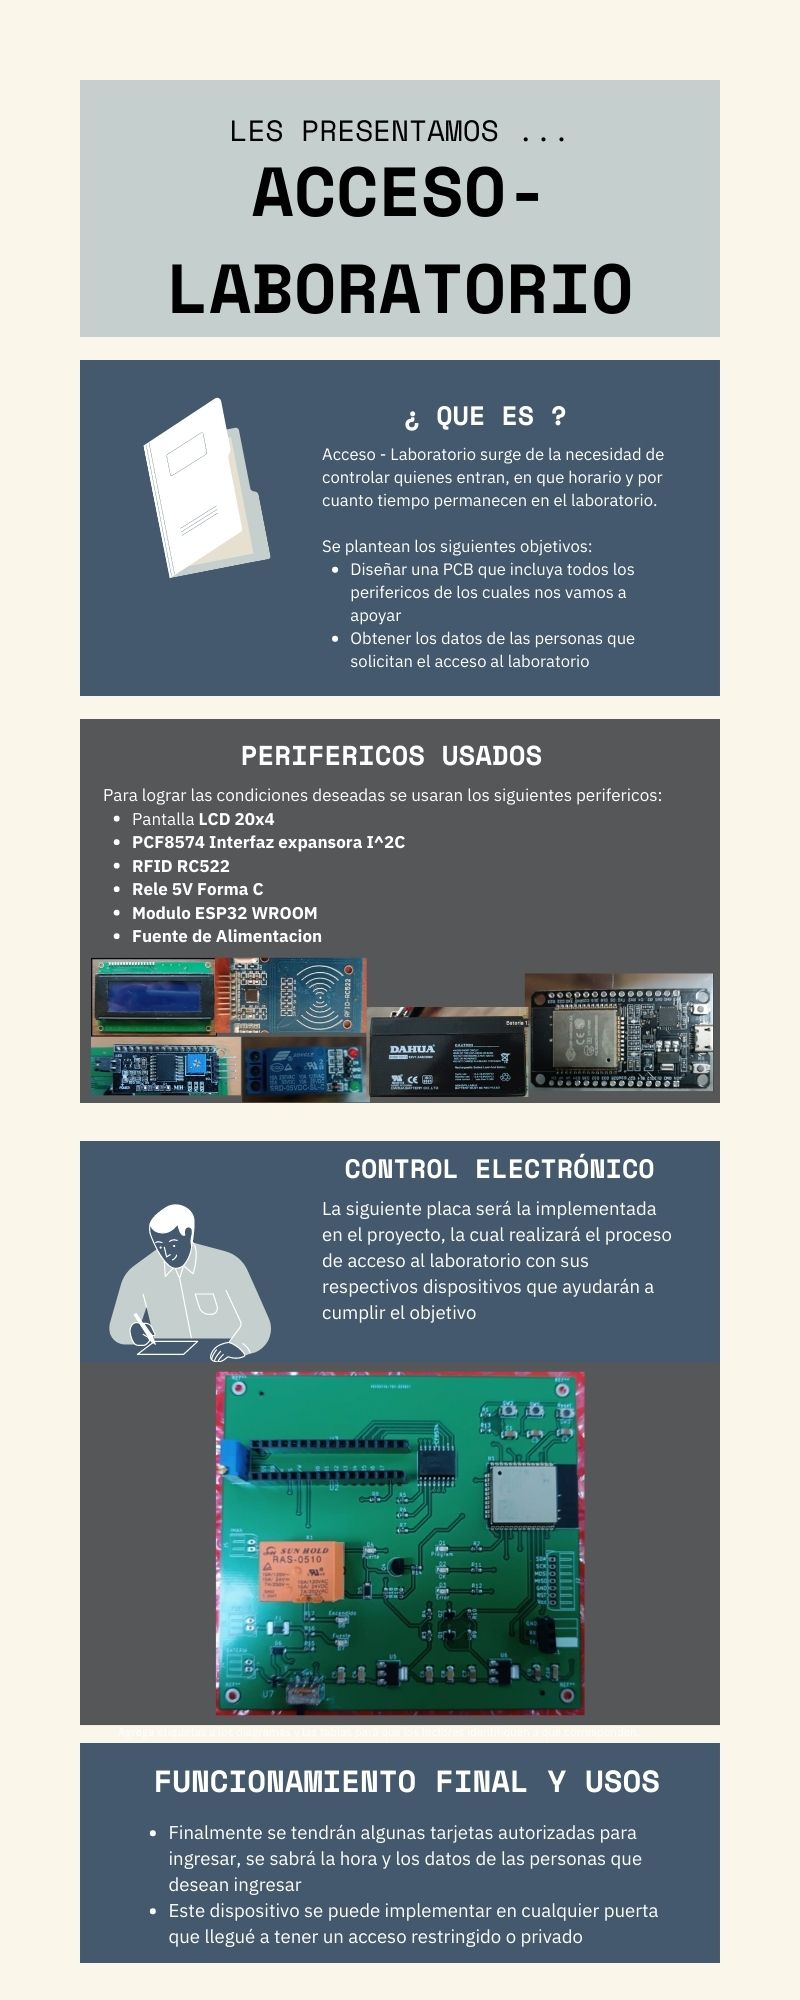 LES PRESENTAMOS ...
ACCESO-
LABORATORIO
¿ QUE ES ?
Acceso - Laboratorio surge de la necesidad de
controlar quienes entran, en que horario y por
cuanto tiempo permanecen en el laboratorio.
Se plantean los siguientes objetivos:
Diseñar una PCB que incluya todos los
perifericos de los cuales nos vamos a
apoyar
Obtener los datos de las personas que
solicitan el acceso al laboratorio
PERIFERICOS USADOS
Para lograr las condiciones deseadas se usaran los siguientes perifericos:
Pantalla LCD 20x4
PCF8574 Interfaz expansora I^2C
RFID RC522
Rele 5V Forma C
Modulo ESP32 WROOM
Fuente de Alimentacion
RFID-RC522
DAHUA
CONTROL ELECTRÓNICO
La siguiente placa será la implementada
en el proyecto, la cual realizará el proceso
de acceso al laboratorio con sus
respectivos dispositivos que ayudarán a
cumplir el objetivo
SUN HOLD
RAS-0510
FUNCIONAMIENTO FINAL Y USOS
Finalmente se tendrán algunas tarjetas autorizadas para
ingresar, se sabrá la hora y los datos de las personas que
desean ingresar
Este dispositivo se puede implementar en cualquier puerta
que llegué a tener un acceso restringido o privado